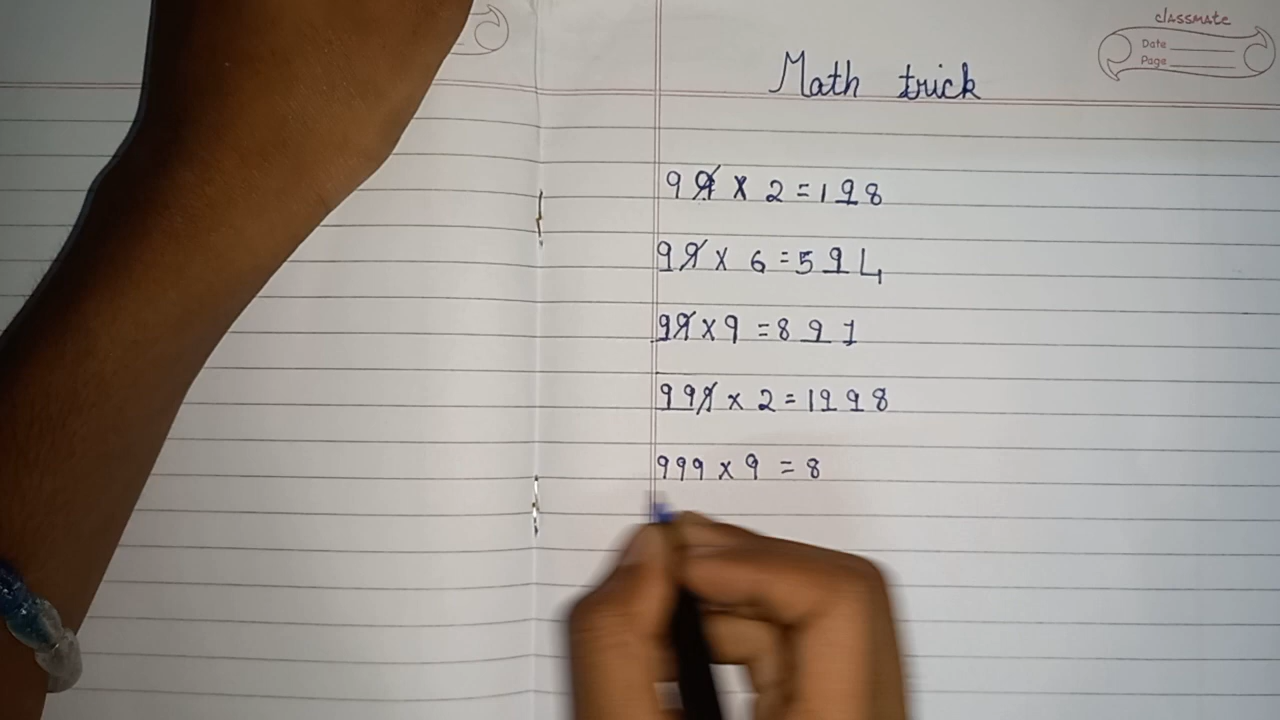 classmate
Date
Page
Math trick
99 x 2 = 198
99 x 6 = 594
99 x 9 = 891
999 x 2 = 1998
999 x 9 = 8